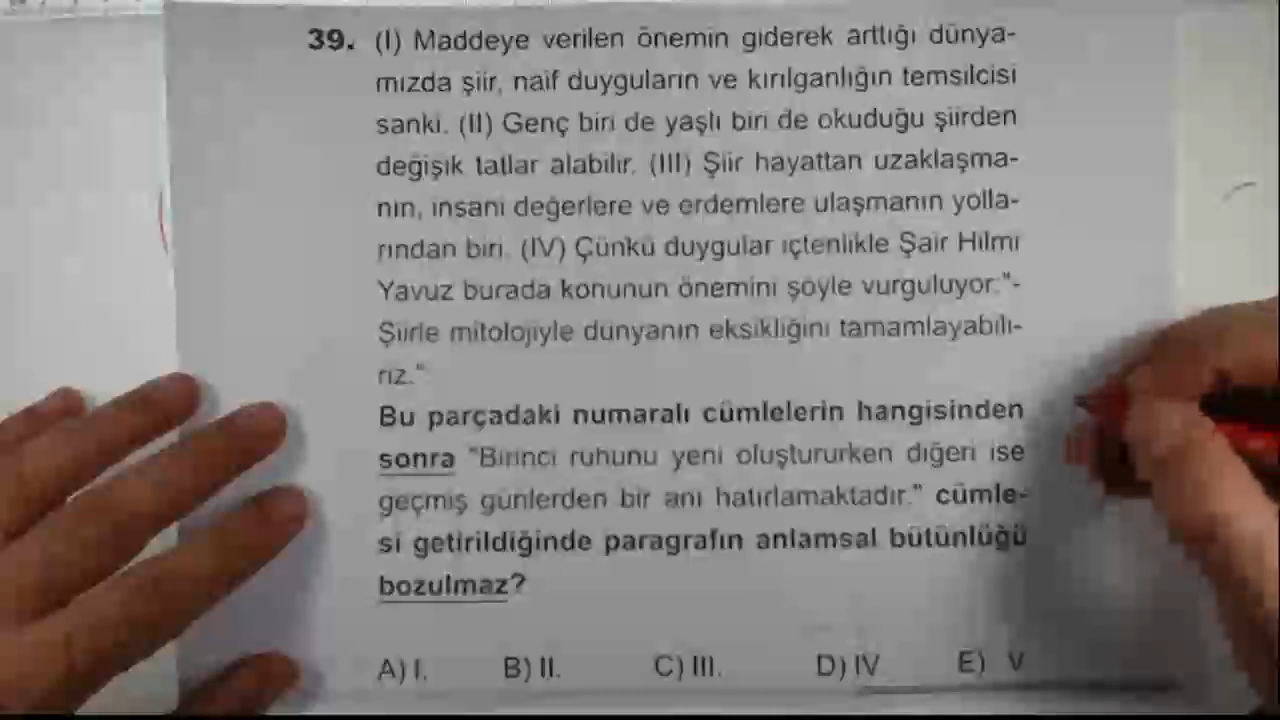 39. (I) Maddeye verilen önemin giderek arttığı dünya-
mızda şiir, naif duyguların ve kırılganlığın temsilcisi
sanki. (II) Genç biri de yaşlı biri de okuduğu şiirden
değişik tatlar alabilir. (III) Şiir hayattan uzaklaşma-
nın, insani değerlere ve erdemlere ulaşmanın yolla-
rından biri. (IV) Çünkü duygular içtenlikle Şair Hilmi
Yavuz burada konunun önemini şöyle vurguluyor:"-
Şiirle mitolojiyle dünyanın eksikliğini tamamlayabili-
riz."
Bu parçadaki numaralı cümlelerin hangisinden
sonra "Birinci ruhunu yeni oluştururken diğeri ise
geçmiş günlerden bir anı hatırlamaktadır." cümle-
si getirildiğinde paragrafın anlamsal bütünlüğü
bozulmaz?
A) I. B) II. C) III. D) IV E) V